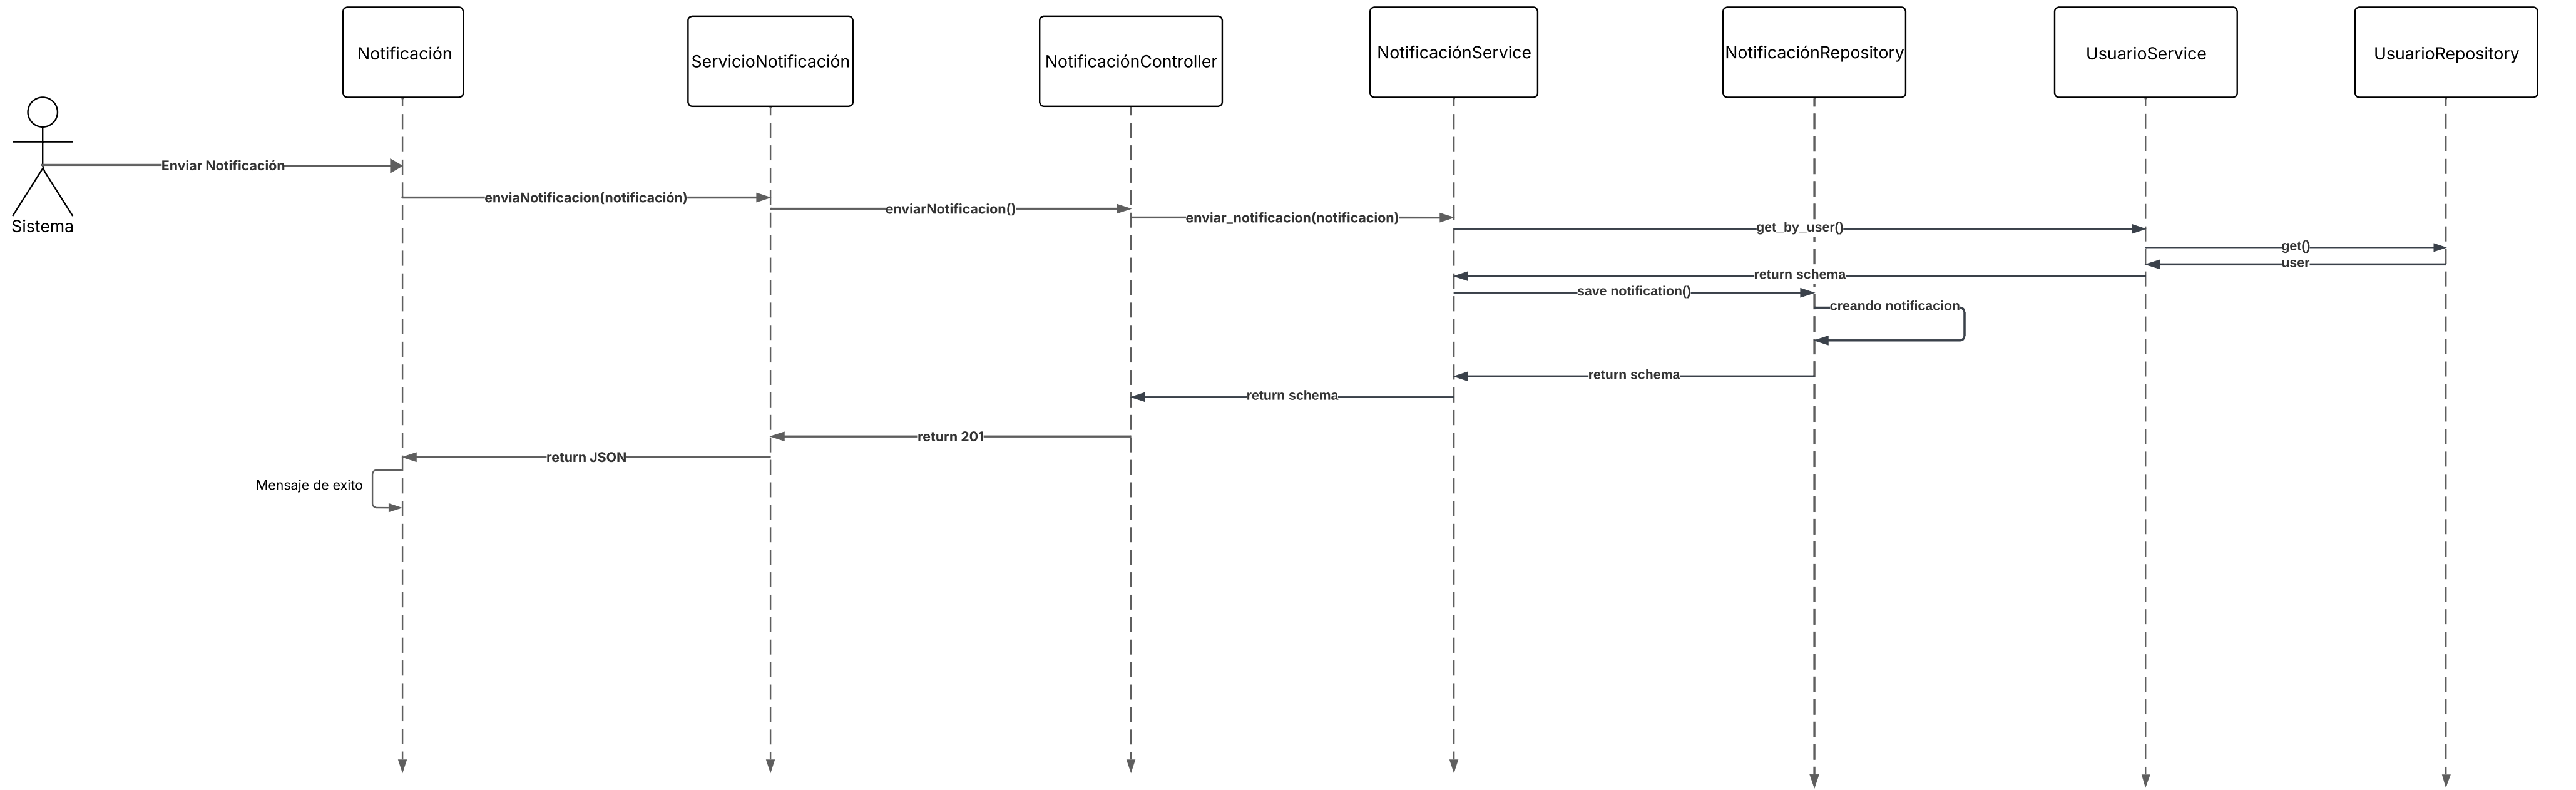 Notificación
ServicioNotificación
NotificaciónController
NotificaciónService
NotificaciónRepository
UsuarioService
UsuarioRepository
Sistema
Enviar Notificación
enviaNotificacion(notificación)
enviarNotificacion()
enviar_notificacion(notificacion)
get_by_user()
get()
user
return schema
save notification()
creando notificacion
return schema
return schema
return 201
return JSON
Mensaje de exito